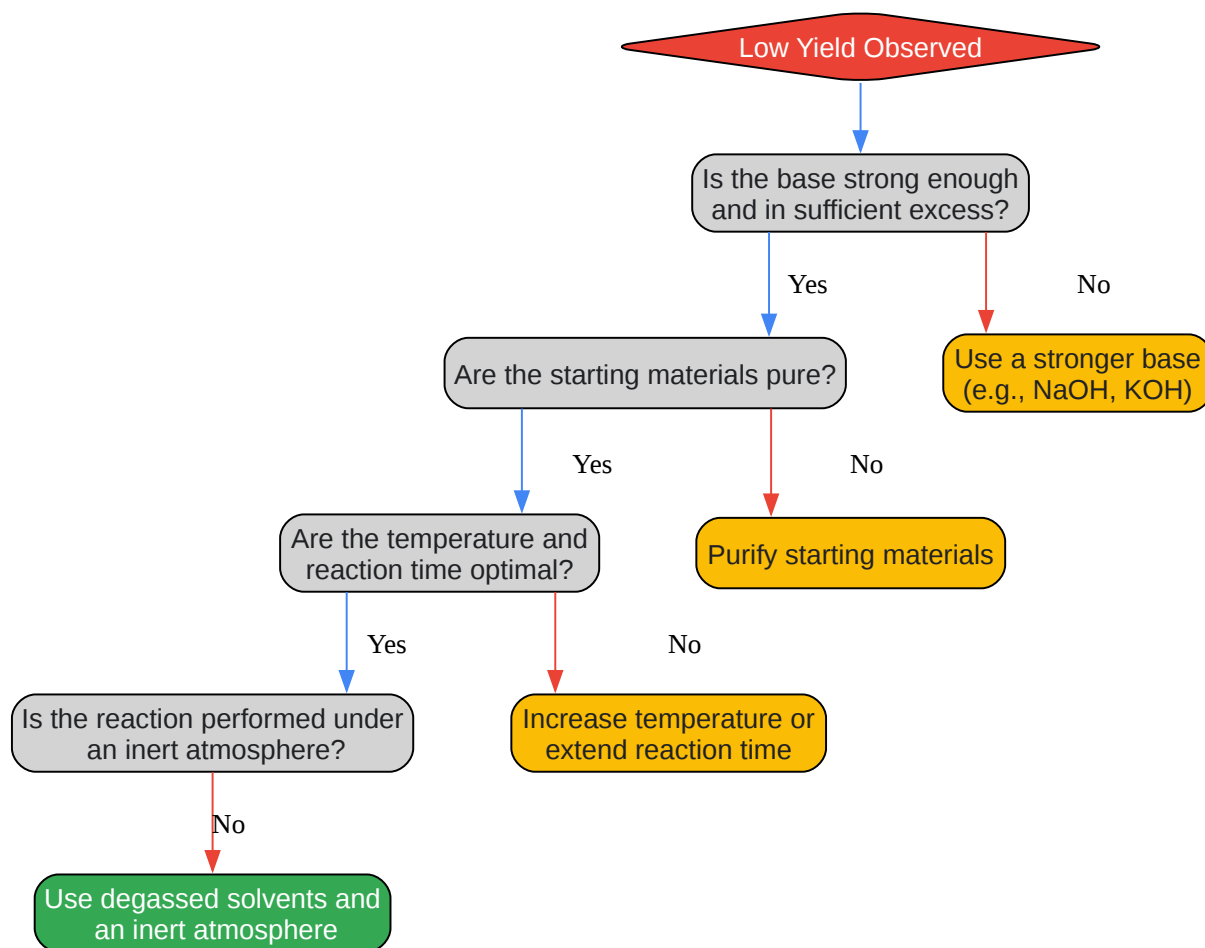 Low Yield Observed
Is the base strong enough
and in sufficient excess?
Yes
No
Are the starting materials pure?
Use a stronger base
(e.g., NaOH, KOH)
Yes
No
Are the temperature and
reaction time optimal?
Purify starting materials
Yes
No
Is the reaction performed under
an inert atmosphere?
Increase temperature or
extend reaction time
No
Use degassed solvents and
an inert atmosphere